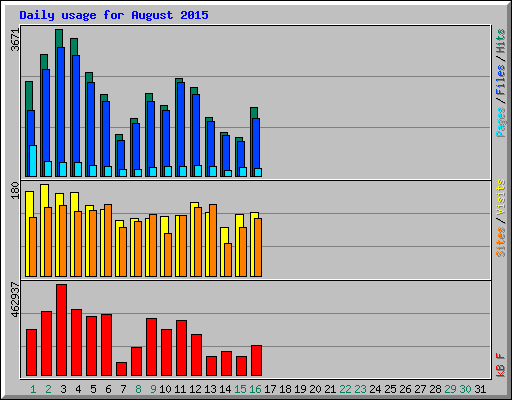 Daily usage for August 2015
3671
Pages / Files / Hits
180
Sites / Visits
462937
kB F
1 2 3 4 5 6 7 8 9 10 11 12 13 14 15 16 17 18 19 20 21 22 23 24 25 26 27 28 29 30 31